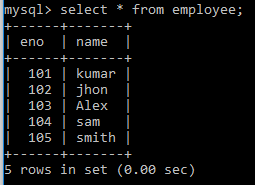 mysql> select * from employee;
+------+-------+
| eno  | name  |
+------+-------+
|  101 | kumar |
|  102 | jhon  |
|  103 | Alex  |
|  104 | sam   |
|  105 | smith |
+------+-------+
5 rows in set (0.00 sec)